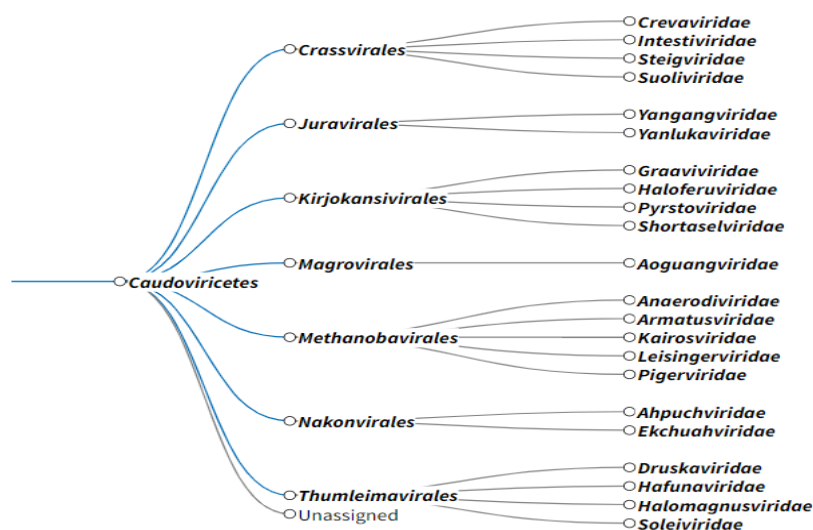 Caudoviricetes
Crassvirales
Crevaviridae
Intestiviridae
Steigviridae
Suoliviridae
Juravirales
Yangangviridae
Yanlukaviridae
Kirjokansivirales
Graaviviridae
Haloferuviridae
Pyrstoviridae
Shortaselviridae
Magrovirales
Aoguangviridae
Methanobavirales
Anaerodiviridae
Armatusviridae
Kairosviridae
Leisingerviridae
Pigerviridae
Nakonvirales
Ahpuchviridae
Ekchuahviridae
Thumleimavirales
Druskaviridae
Hafunaviridae
Halomagnusviridae
Soleiviridae
Unassigned